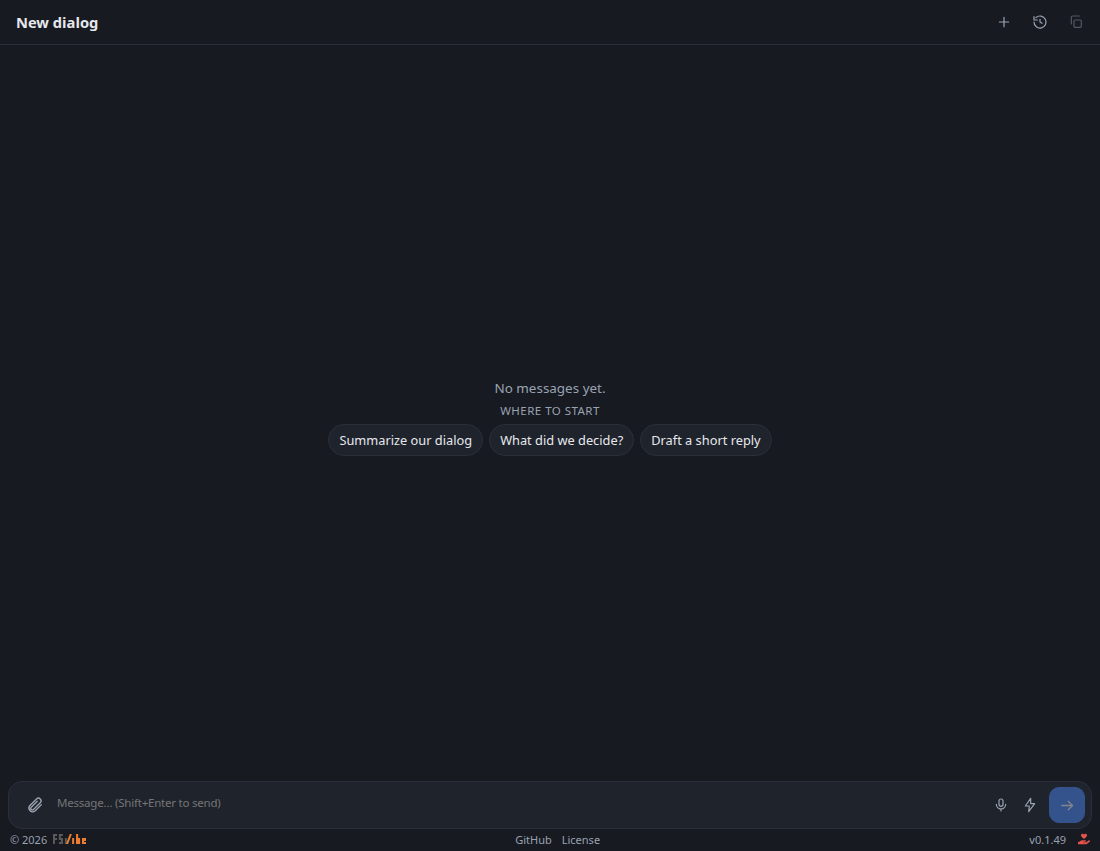 New dialog
No messages yet.
WHERE TO START
Summarize our dialog What did we decide? Draft a short reply
Message... (Shift+Enter to send)
© 2026
GitHub License
v0.1.49